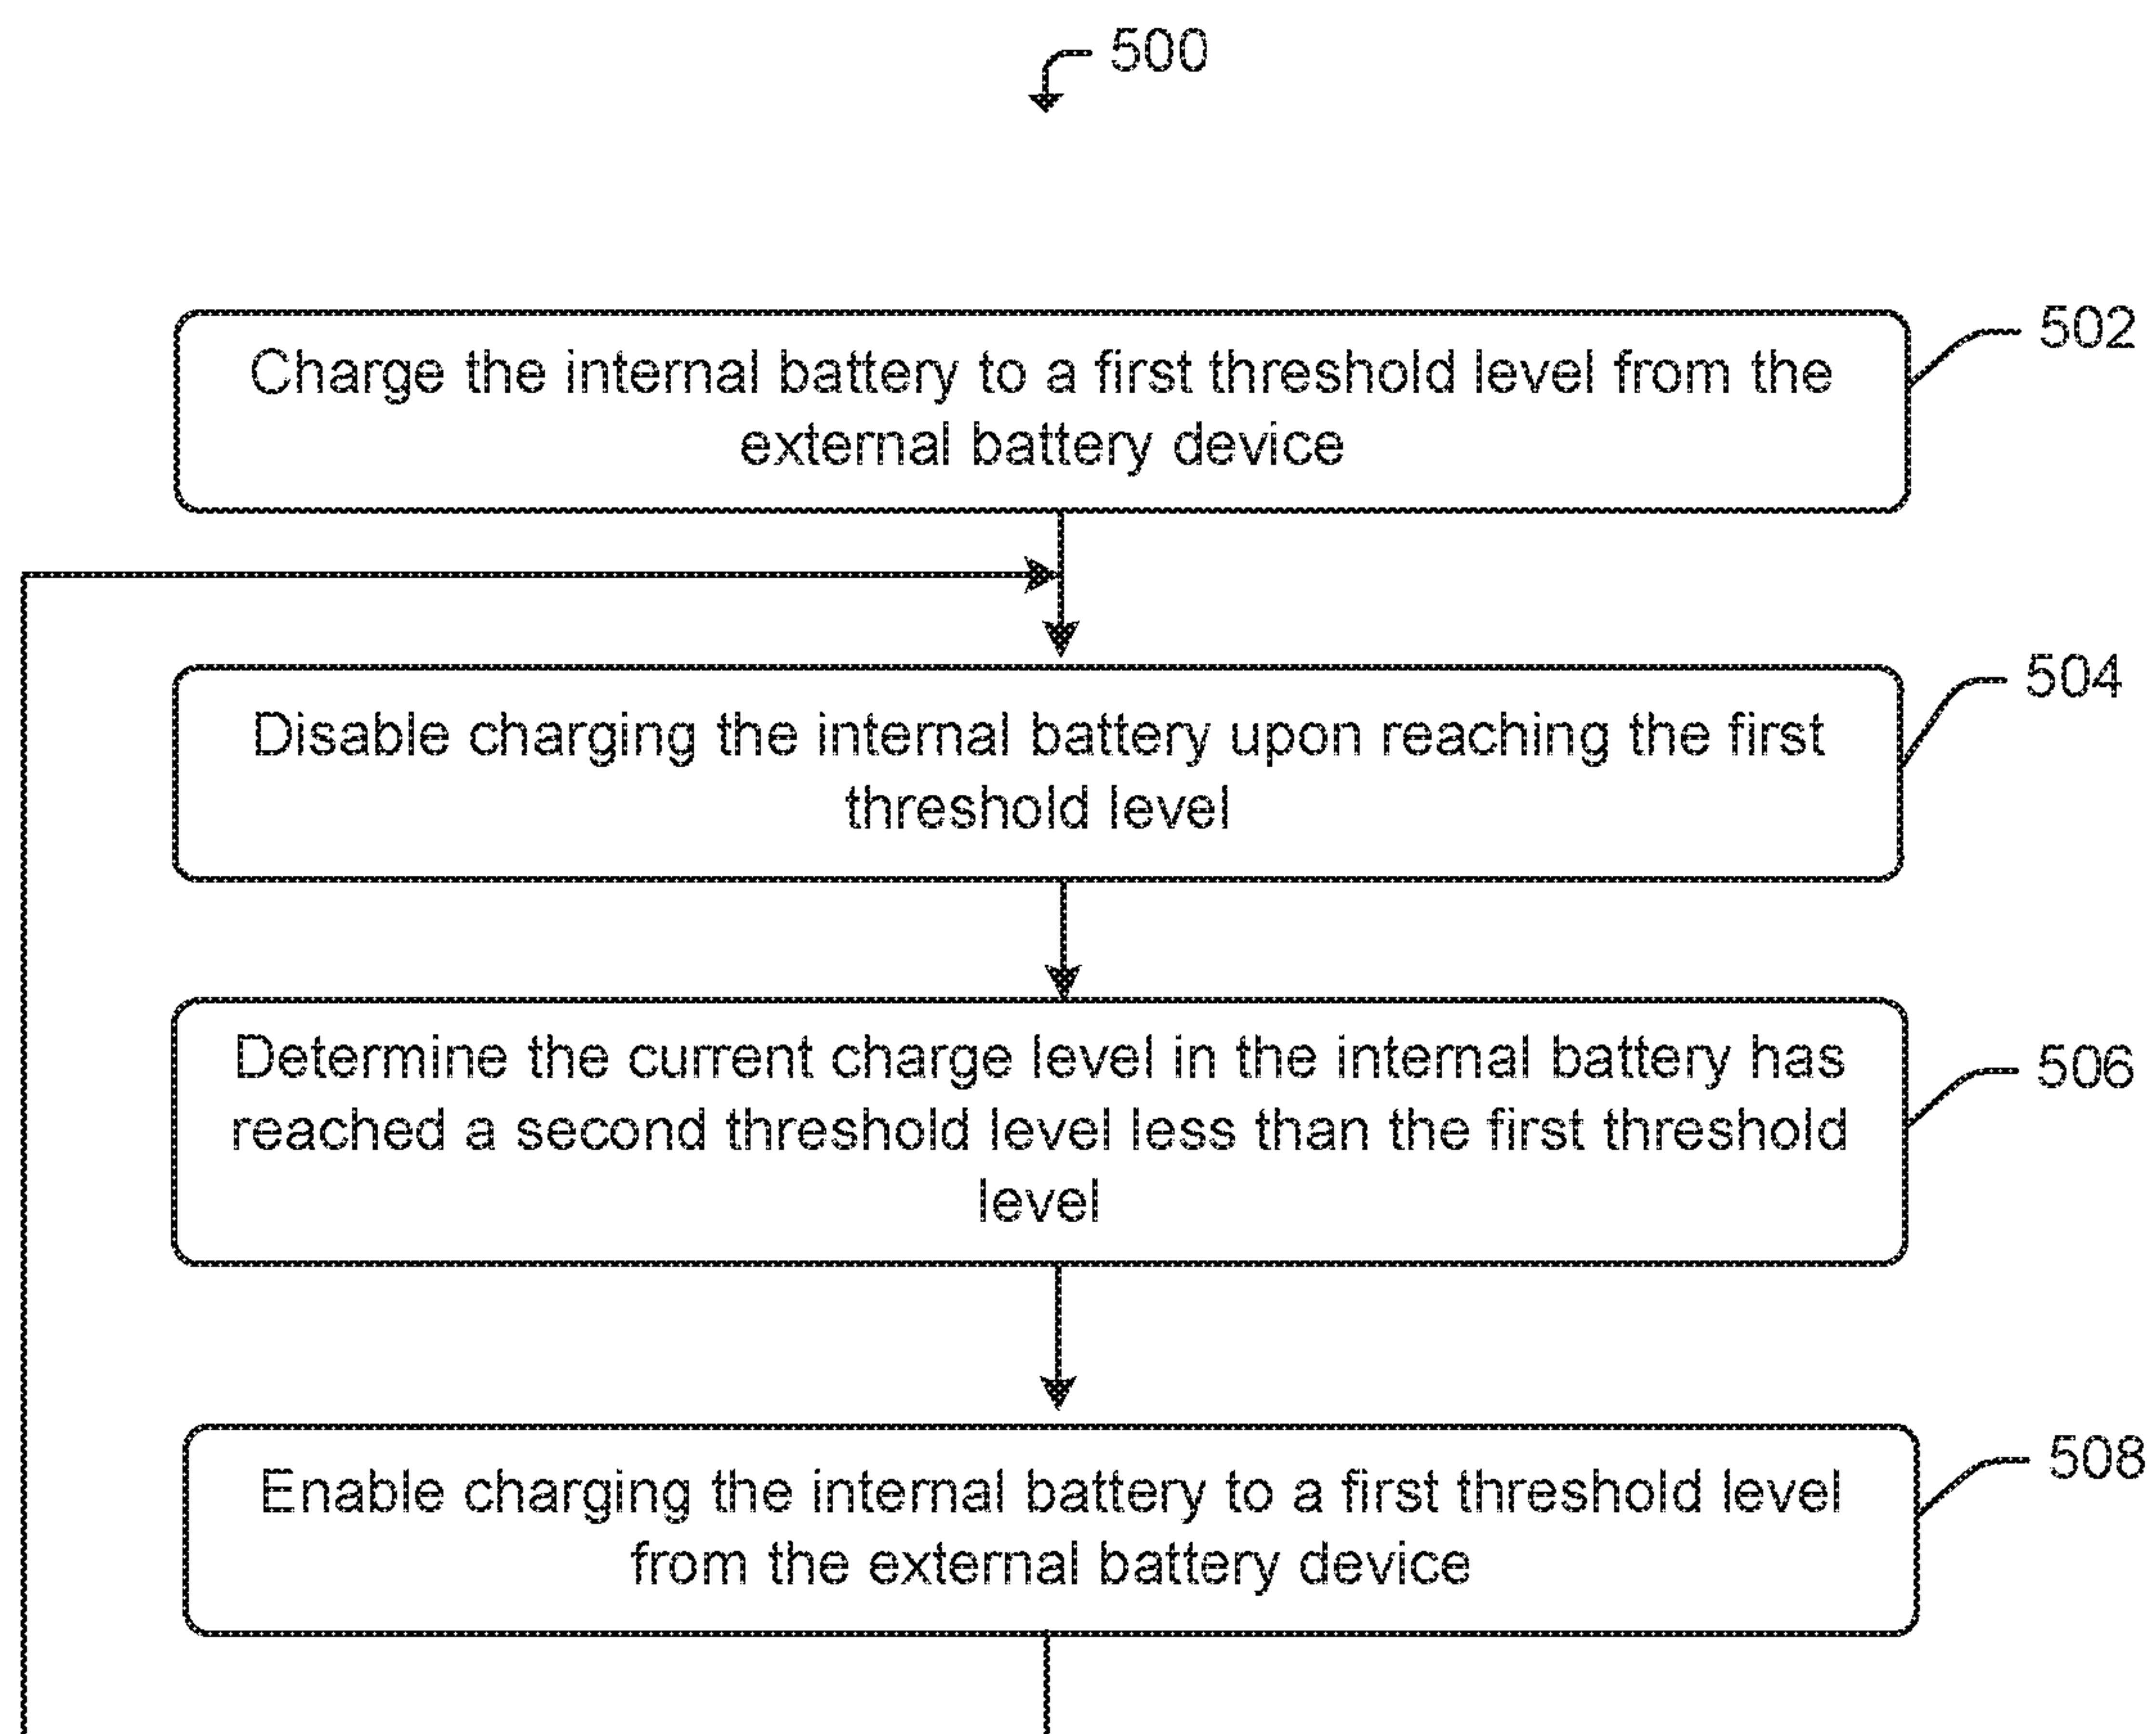 500
Charge the internal battery to a first threshold level from the
external battery device
502
Disable charging the internal battery upon reaching the first
threshold level
504
Determine the current charge level in the internal battery has
reached a second threshold level less than the first threshold
level
506
Enable charging the internal battery to a first threshold level
from the external battery device
508